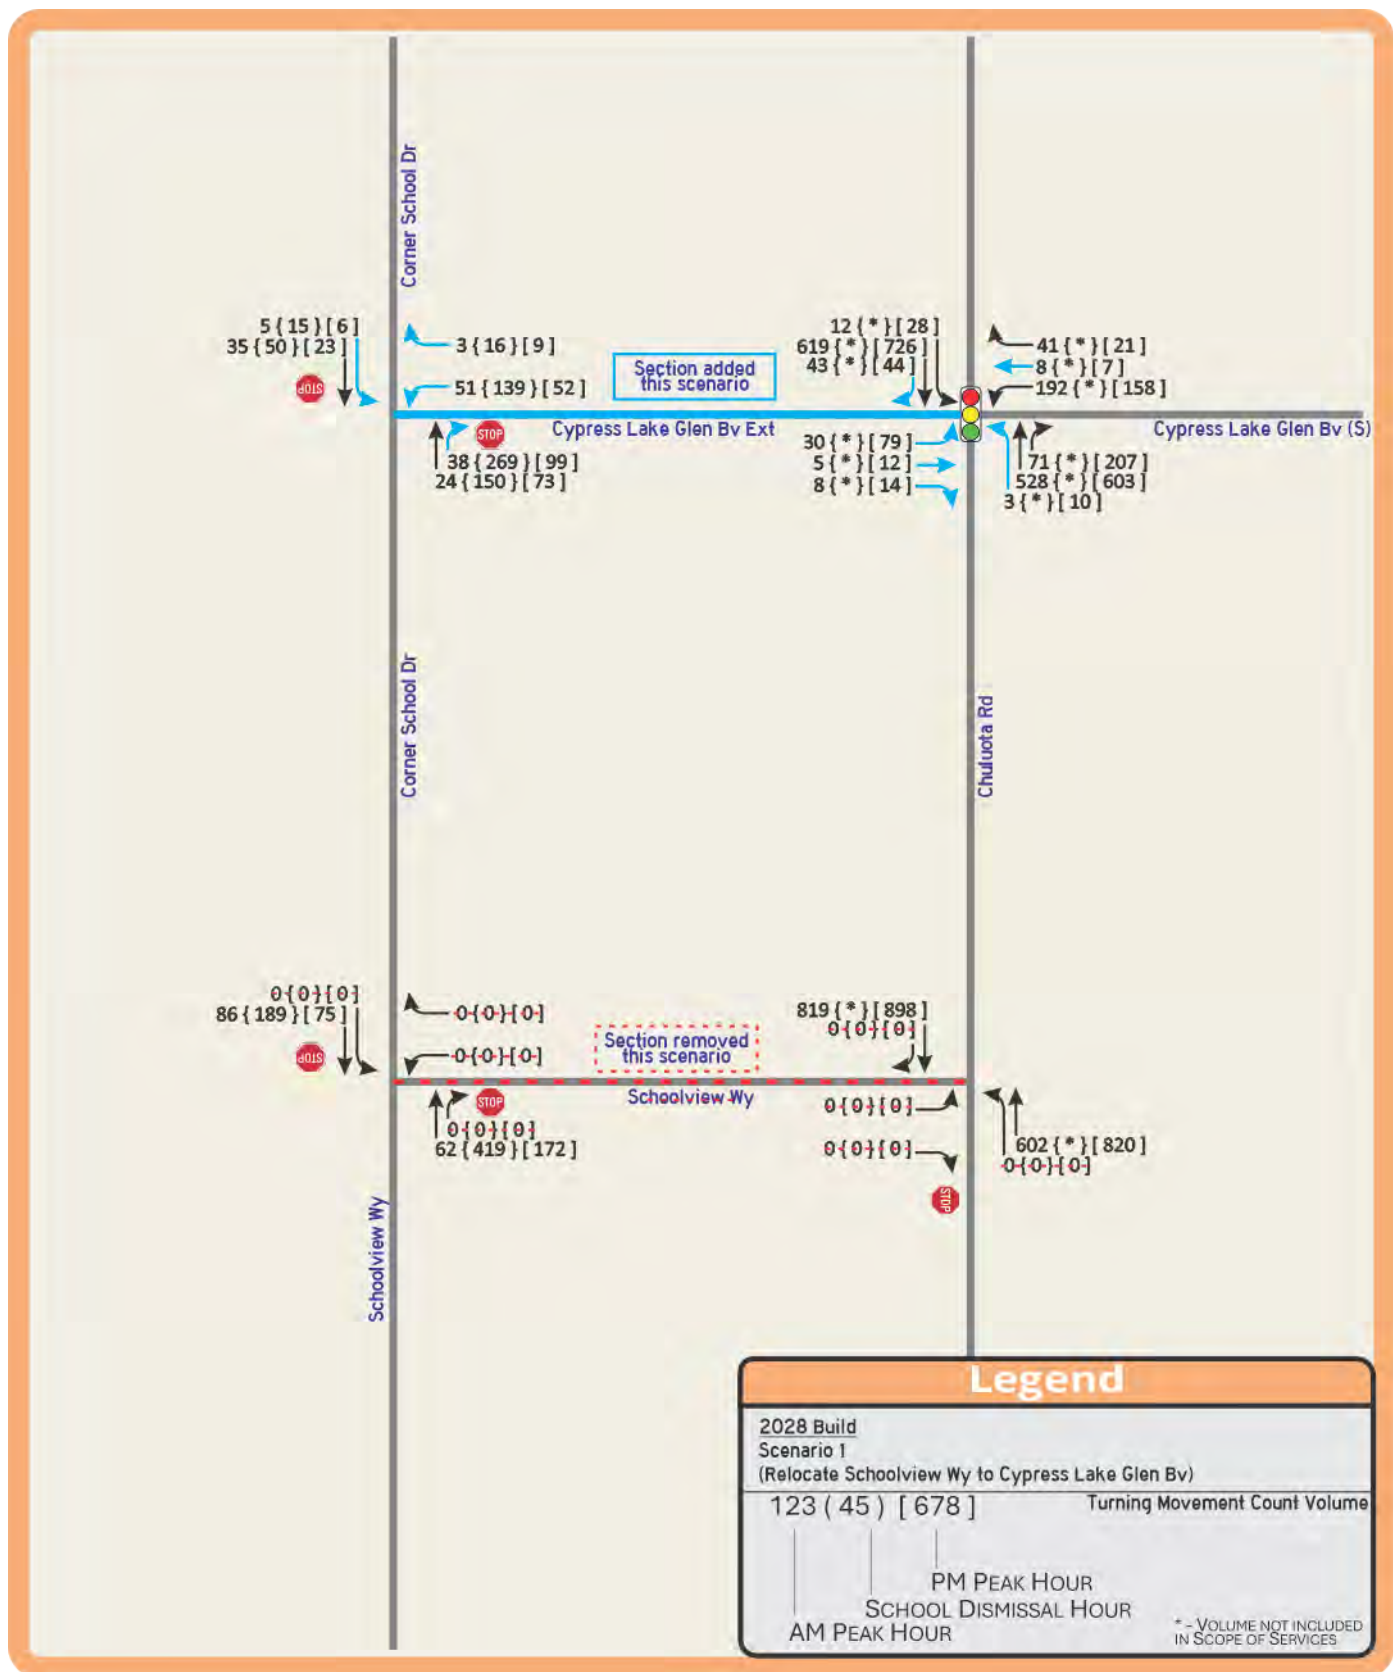 Corner School Dr
5 { 15 } [ 6 ]
35 { 50 } [ 23 ]
STOP
3 { 16 } [ 9 ]
51 { 139 } [ 52 ]
Section added
this scenario
12 { * } [ 28 ]
619 { * } [ 726 ]
43 { * } [ 44 ]
41 { * } [ 21 ]
8 { * } [ 7 ]
192 { * } [ 158 ]
STOP
38 { 269 } [ 99 ]
24 { 150 } [ 73 ]
Cypress Lake Glen Bv Ext
30 { * } [ 79 ]
5 { * } [ 12 ]
8 { * } [ 14 ]
Cypress Lake Glen Bv (S)
71 { * } [ 207 ]
528 { * } [ 603 ]
3 { * } [ 10 ]
Corner School Dr
Chuluota Rd
0 { 0 } [ 0 ]
86 { 189 } [ 75 ]
STOP
0 { 0 } [ 0 ]
0 { 0 } [ 0 ]
Section removed
this scenario
819 { * } [ 898 ]
0 { 0 } [ 0 ]
STOP
0 { 0 } [ 0 ]
62 { 419 } [ 172 ]
Schoolview Wy
0 { 0 } [ 0 ]
0 { 0 } [ 0 ]
STOP
602 { * } [ 820 ]
0 { 0 } [ 0 ]
Schoolview Wy
Legend
2028 Build
Scenario 1
(Relocate Schoolview Wy to Cypress Lake Glen Bv)
123 ( 45 ) [ 678 ]
Turning Movement Count Volume
PM PEAK HOUR
SCHOOL DISMISSAL HOUR
AM PEAK HOUR
* - VOLUME NOT INCLUDED
IN SCOPE OF SERVICES